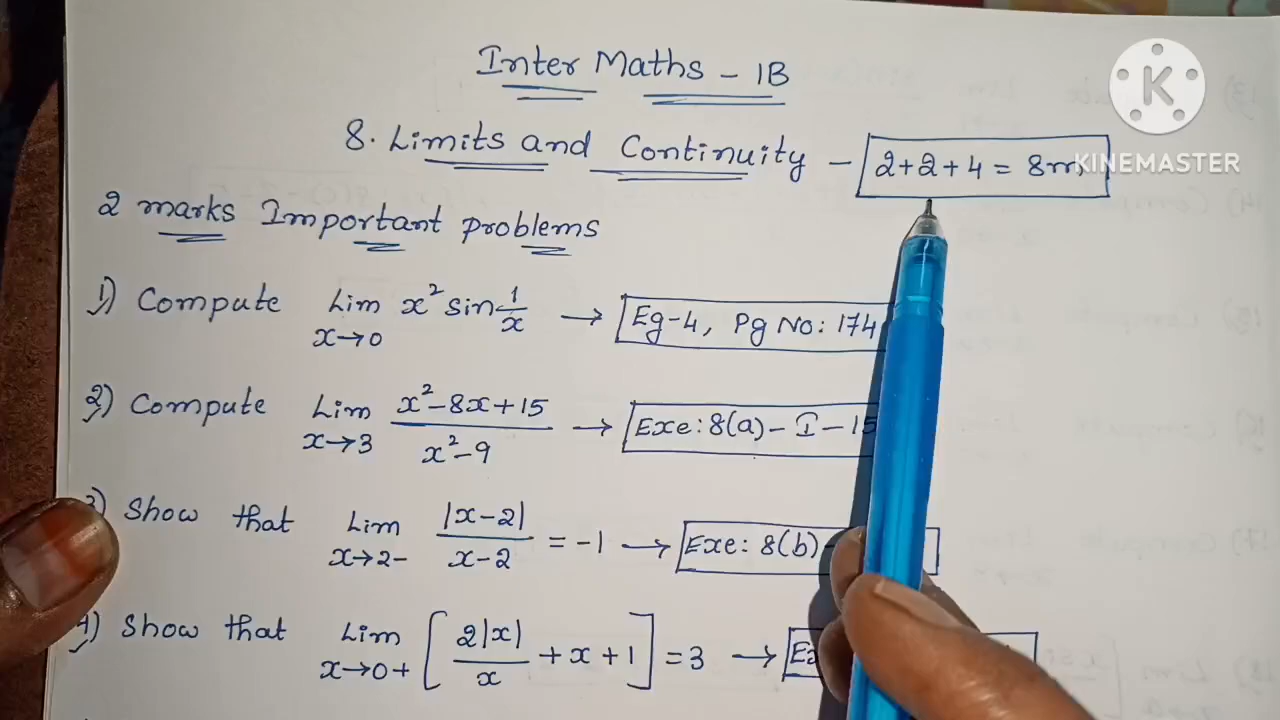 Inter Maths - 1B
8. Limits and Continuity - 2+2+4 = 8m
KINEMASTER
2 marks Important problems
1) Compute Lim x→0 x² sin 1/x → Eg-4, Pg No: 174
2) Compute Lim x→3 x²-8x+15 / x²-9 → Exe: 8(a) - I - 15
3) Show that Lim x→2- |x-2| / x-2 = -1 → Exe: 8(b) -
4) Show that Lim x→0+ [ 2|x| / x + x + 1 ] = 3 →